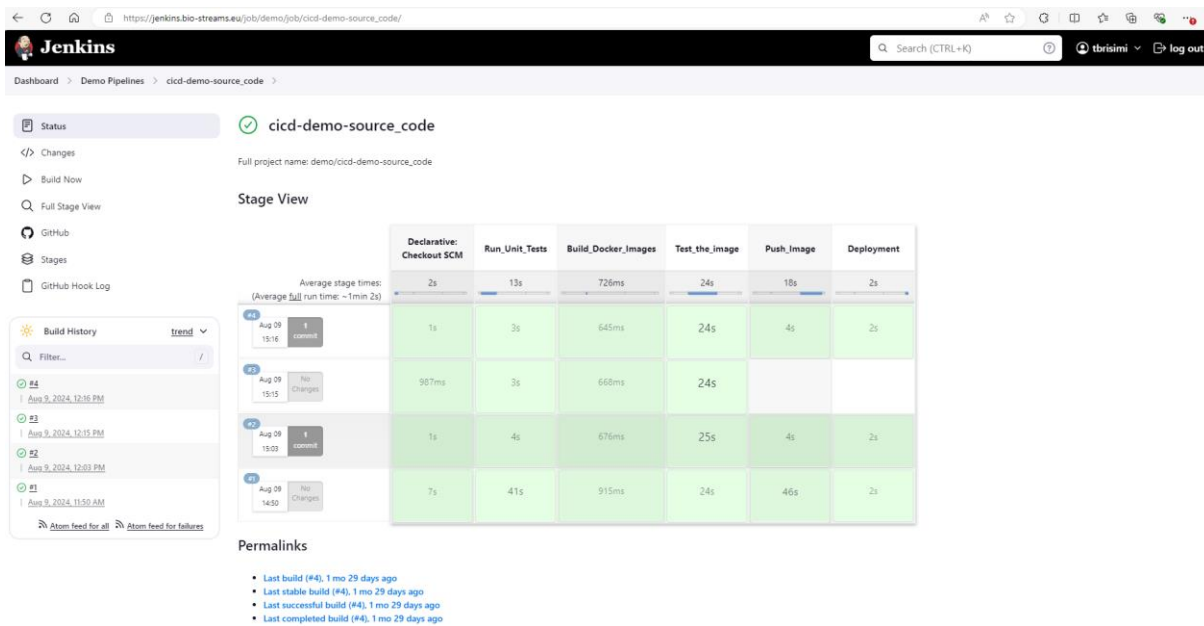 https://jenkins.bio-streams.eu/job/demo/job/cicd-demo-source_code/
Jenkins
Search (CTRL+K)
tbrisimi
log out
Dashboard > Demo Pipelines > cicd-demo-source_code >
Status
Changes
Build Now
Full Stage View
GitHub
Stages
GitHub Hook Log
Build History trend
Filter... /
#4
Aug 9, 2024, 12:16 PM
#3
Aug 9, 2024, 12:15 PM
#2
Aug 9, 2024, 12:03 PM
#1
Aug 9, 2024, 11:50 AM
Atom feed for all Atom feed for failures
cicd-demo-source_code
Full project name: demo/cicd-demo-source_code
Stage View
Declarative: Checkout SCM
Run_Unit_Tests
Build_Docker_Images
Test_the_image
Push_Image
Deployment
Average stage times:
(Average full run time: ~1min 2s)
2s 13s 726ms 24s 18s 2s
#4
Aug 09
15:16
1
commit
1s 3s 645ms 24s 4s 2s
#3
Aug 09
15:15
No
Changes
987ms 3s 668ms 24s
#2
Aug 09
15:03
1
commit
1s 4s 676ms 25s 4s 2s
#1
Aug 09
14:50
No
Changes
7s 41s 915ms 24s 46s 2s
Permalinks
Last build (#4), 1 mo 29 days ago
Last stable build (#4), 1 mo 29 days ago
Last successful build (#4), 1 mo 29 days ago
Last completed build (#4), 1 mo 29 days ago